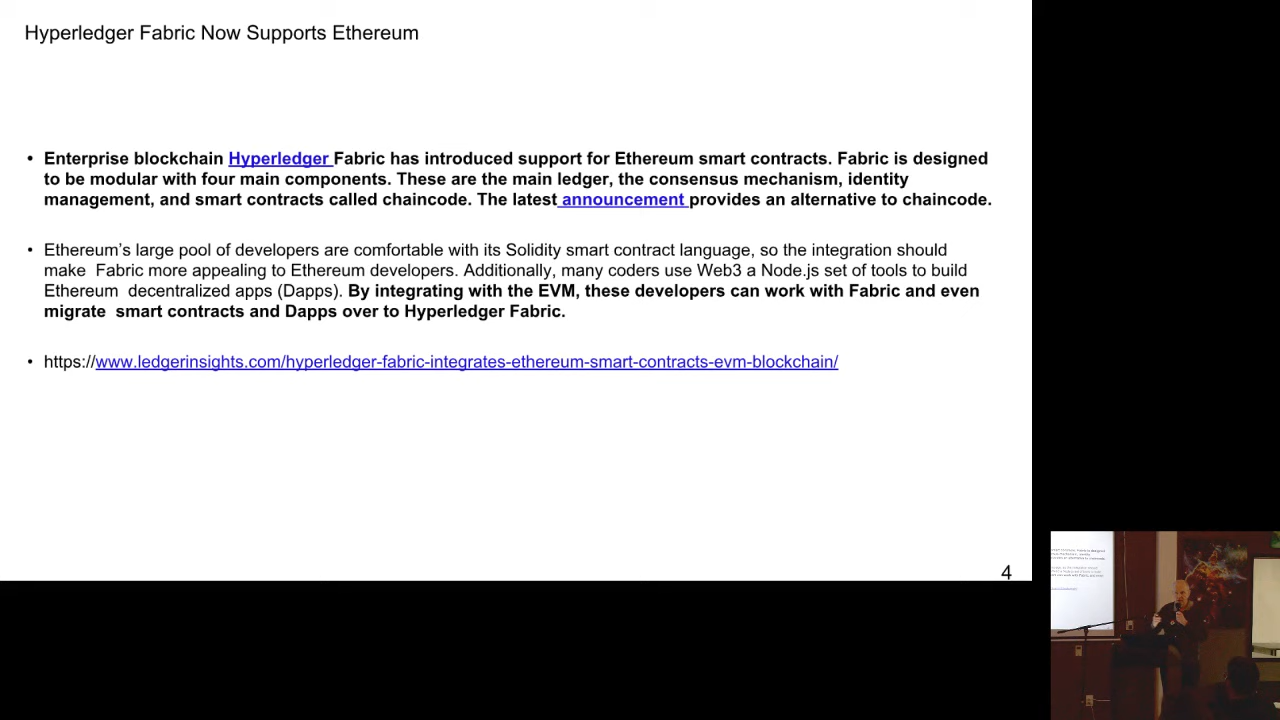 Hyperledger Fabric Now Supports Ethereum
• Enterprise blockchain Hyperledger Fabric has introduced support for Ethereum smart contracts. Fabric is designed
to be modular with four main components. These are the main ledger, the consensus mechanism, identity
management, and smart contracts called chaincode. The latest announcement provides an alternative to chaincode.
• Ethereum’s large pool of developers are comfortable with its Solidity smart contract language, so the integration should
make  Fabric more appealing to Ethereum developers. Additionally, many coders use Web3 a Node.js set of tools to build
Ethereum  decentralized apps (Dapps). By integrating with the EVM, these developers can work with Fabric and even
migrate  smart contracts and Dapps over to Hyperledger Fabric.
• https://www.ledgerinsights.com/hyperledger-fabric-integrates-ethereum-smart-contracts-evm-blockchain/
4